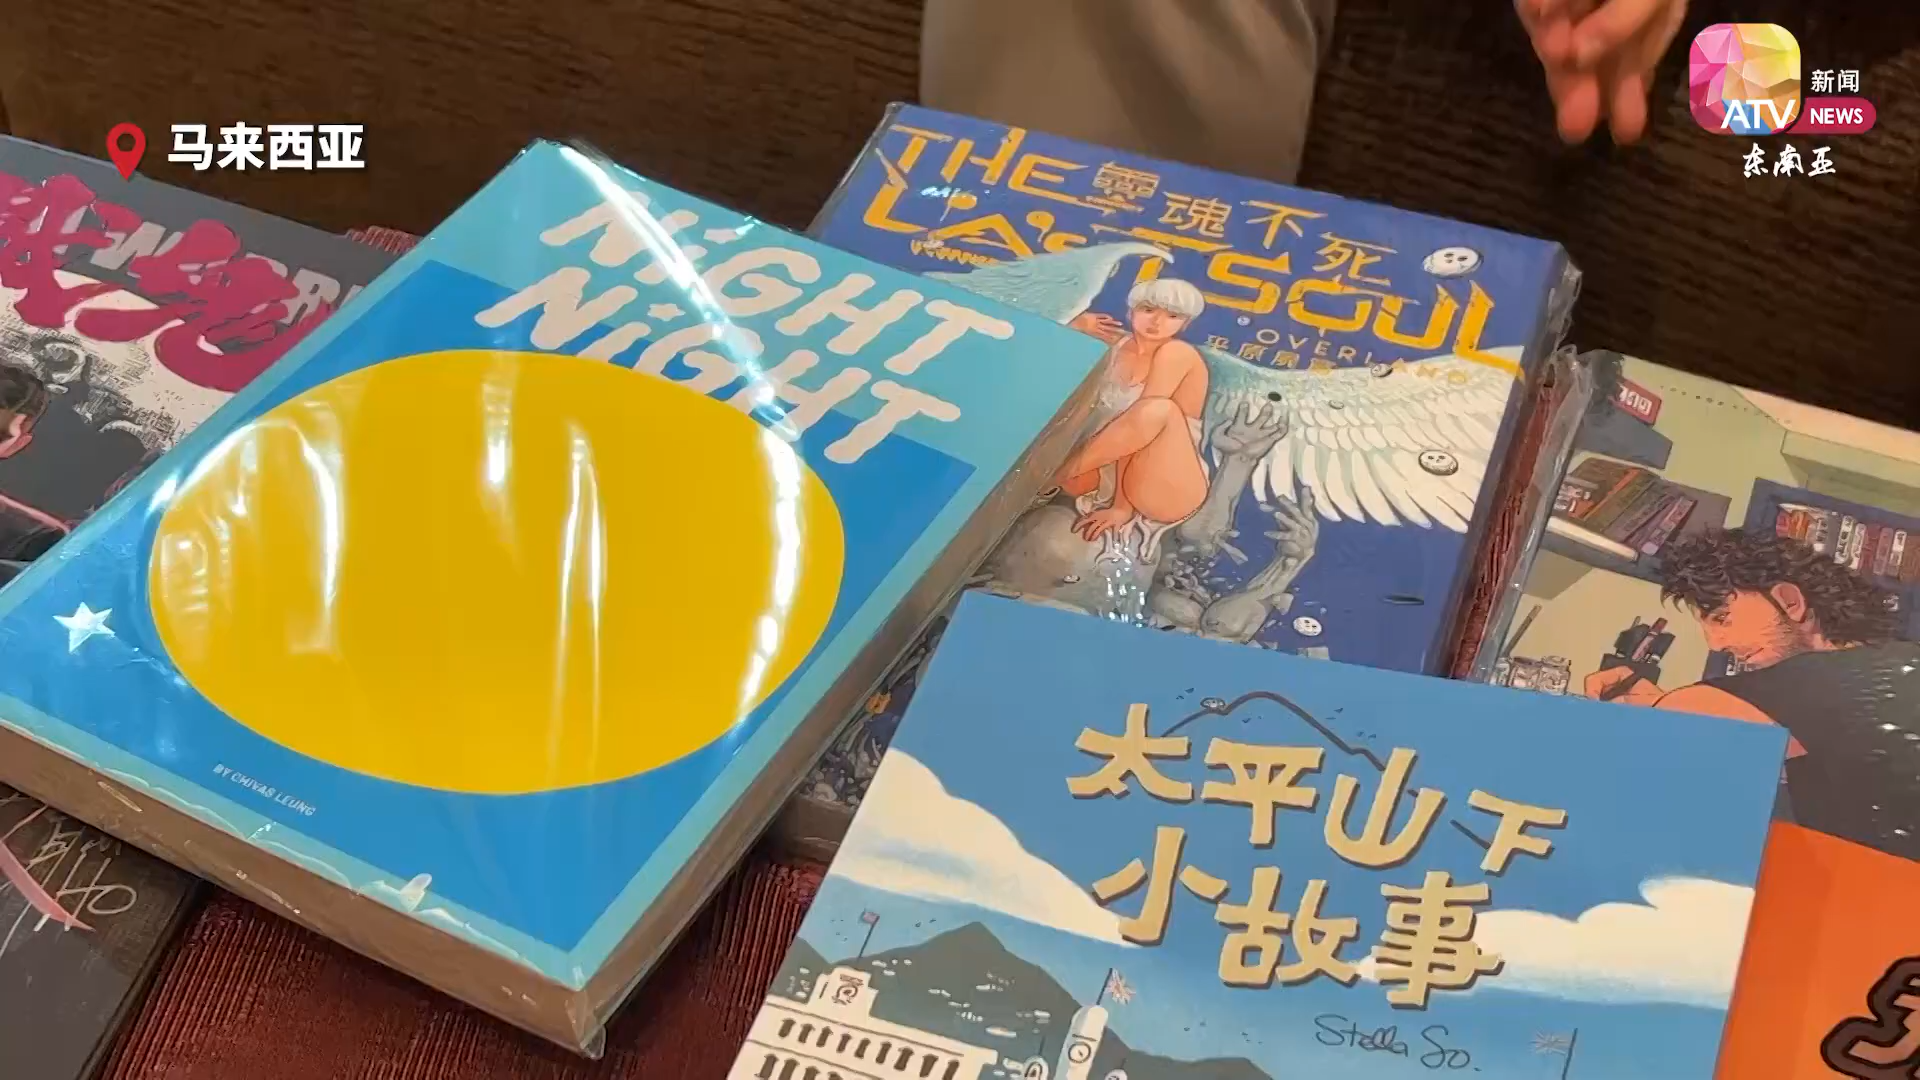 马来西亚
ATV
新闻
NEWS
东南亚
NiGHT
NiGHT
BY CHIVAS LEUNG
THE
靈魂不死
LAST SOUL
OVERLAND
太平山下
小故事
Stella So.